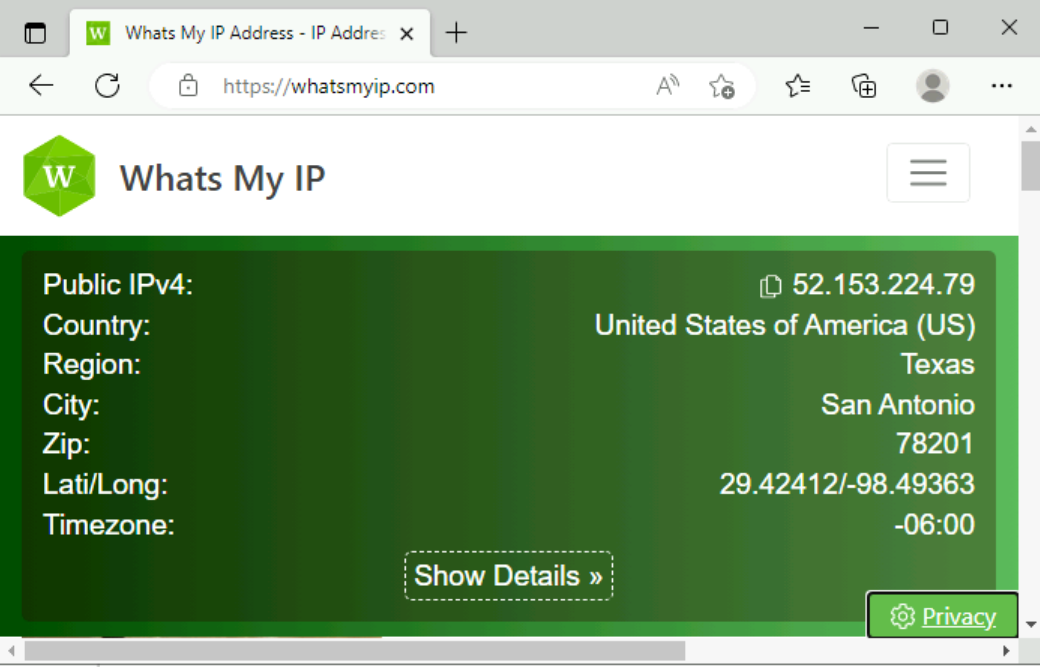 W Whats My IP Address - IP Addres
https://whatsmyip.com
W Whats My IP
Public IPv4: 52.153.224.79
Country: United States of America (US)
Region: Texas
City: San Antonio
Zip: 78201
Lati/Long: 29.42412/-98.49363
Timezone: -06:00
Show Details »
Privacy